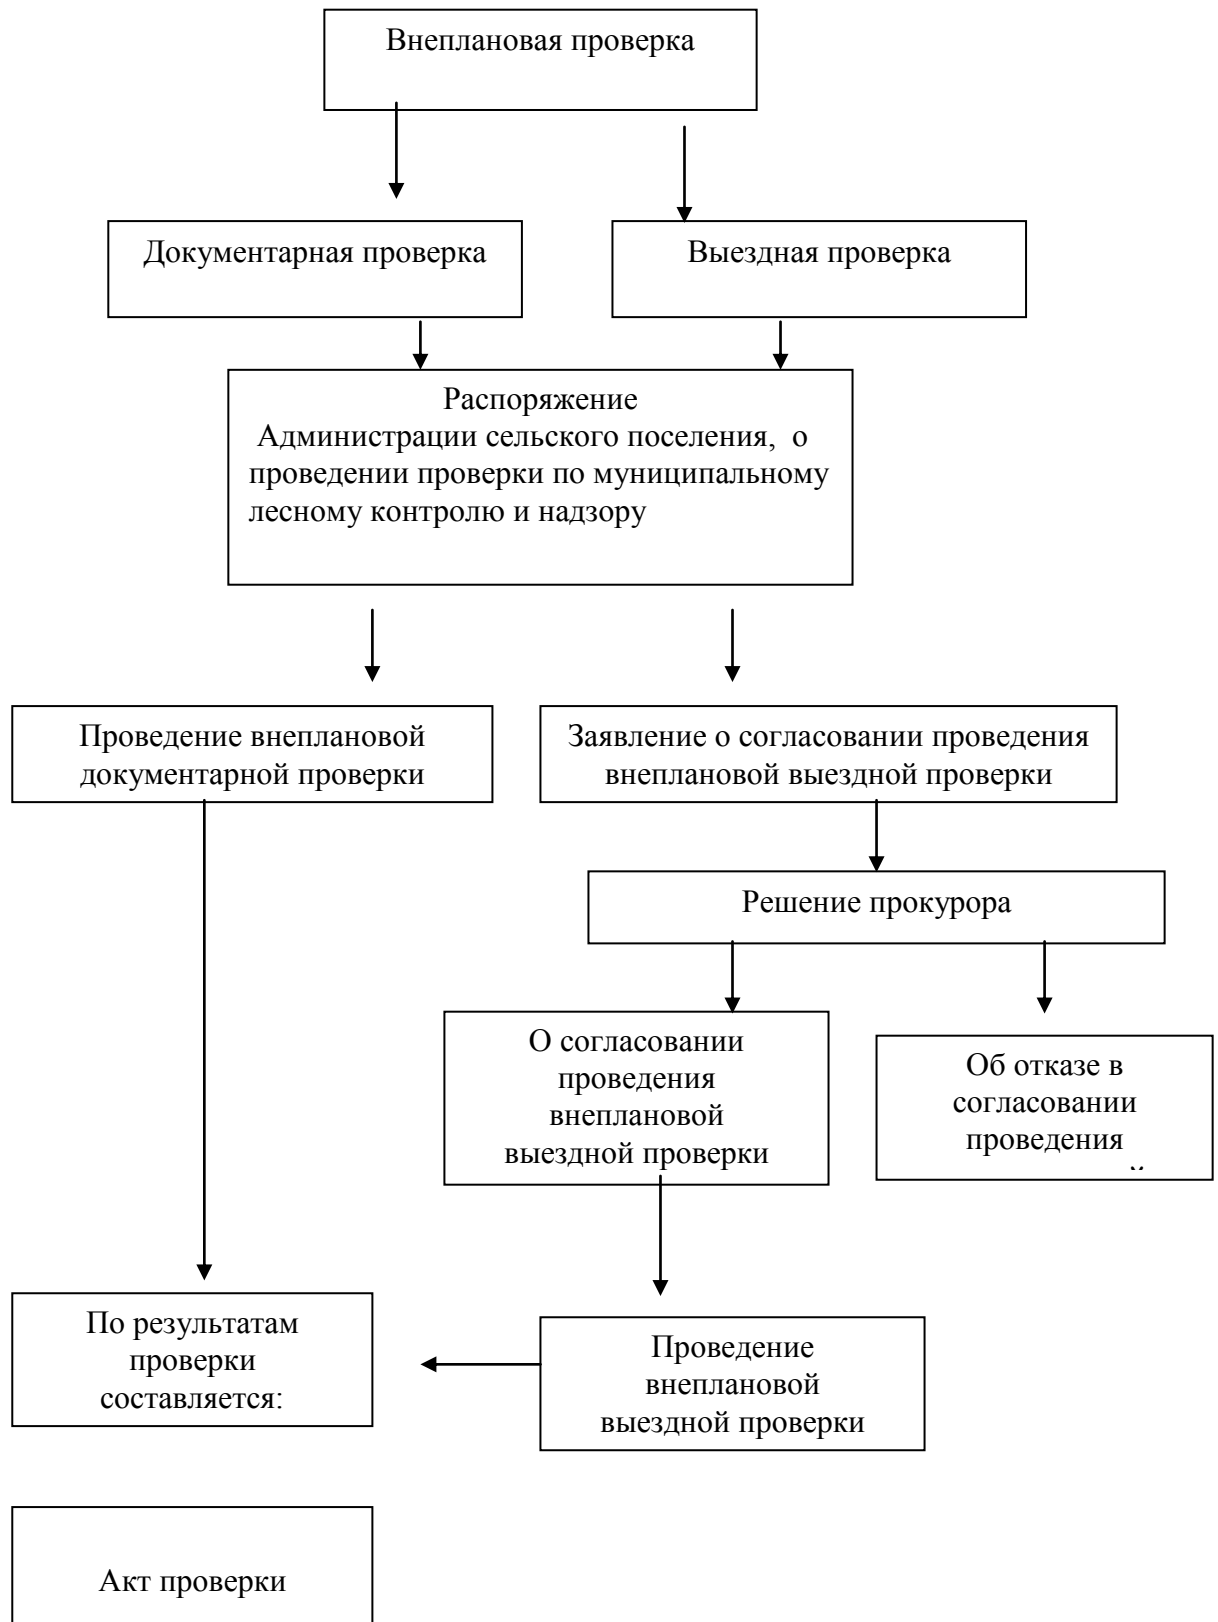 Внеплановая проверка
Документарная проверка
Выездная проверка
Распоряжение
Администрации сельского поселения, о
проведении проверки по муниципальному
лесному контролю и надзору
Проведение внеплановой
документарной проверки
Заявление о согласовании проведения
внеплановой выездной проверки
Решение прокурора
О согласовании
проведения
внеплановой
выездной проверки
Об отказе в
согласовании
проведения
По результатам
проверки
составляется:
Проведение
внеплановой
выездной проверки
Акт проверки